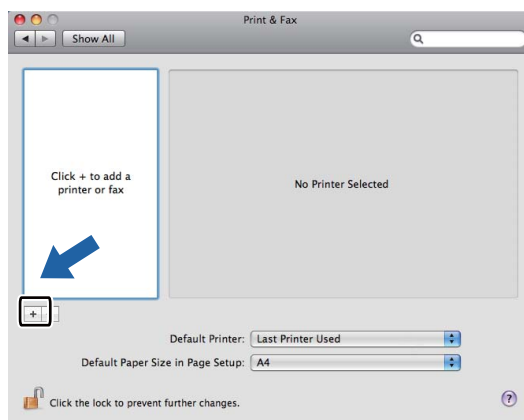 Print & Fax
Show All
Click + to add a
printer or fax
No Printer Selected
+
Default Printer: Last Printer Used
Default Paper Size in Page Setup: A4
Click the lock to prevent further changes.
?